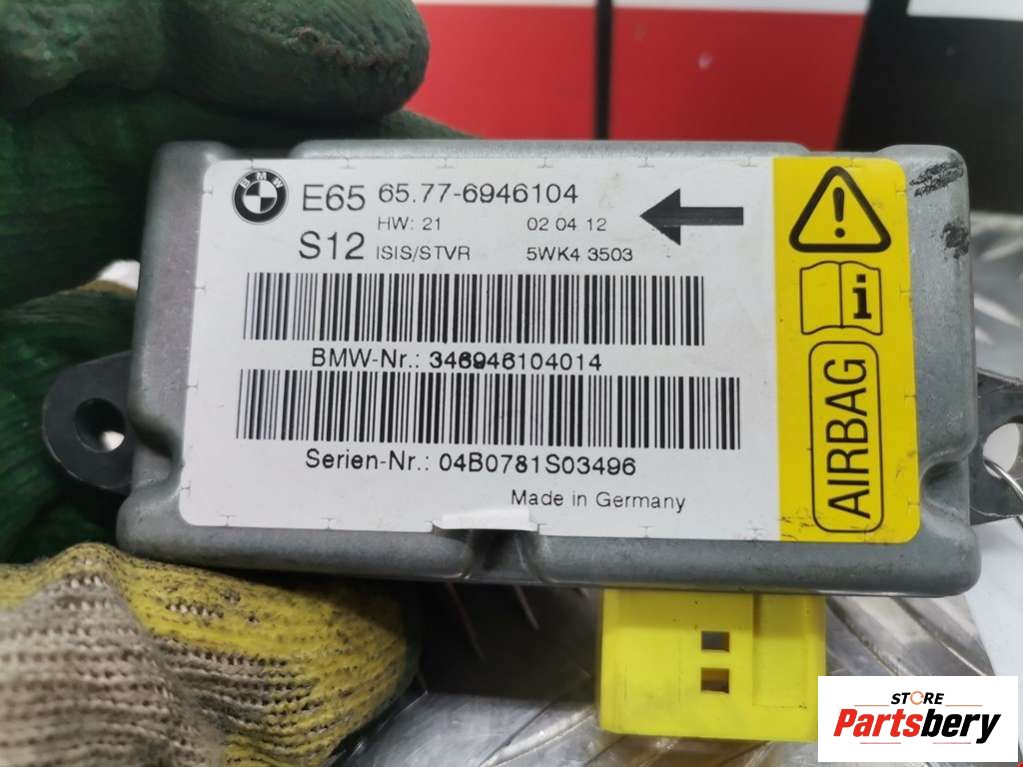 BMW
E65 65.77-6946104
HW: 21 02 04 12
S12 ISIS/STVR 5WK4 3503
BMW-Nr.: 346946104014
Serien-Nr.: 04B0781S03496
Made in Germany
!
i
AIRBAG
STORE
Partsbery